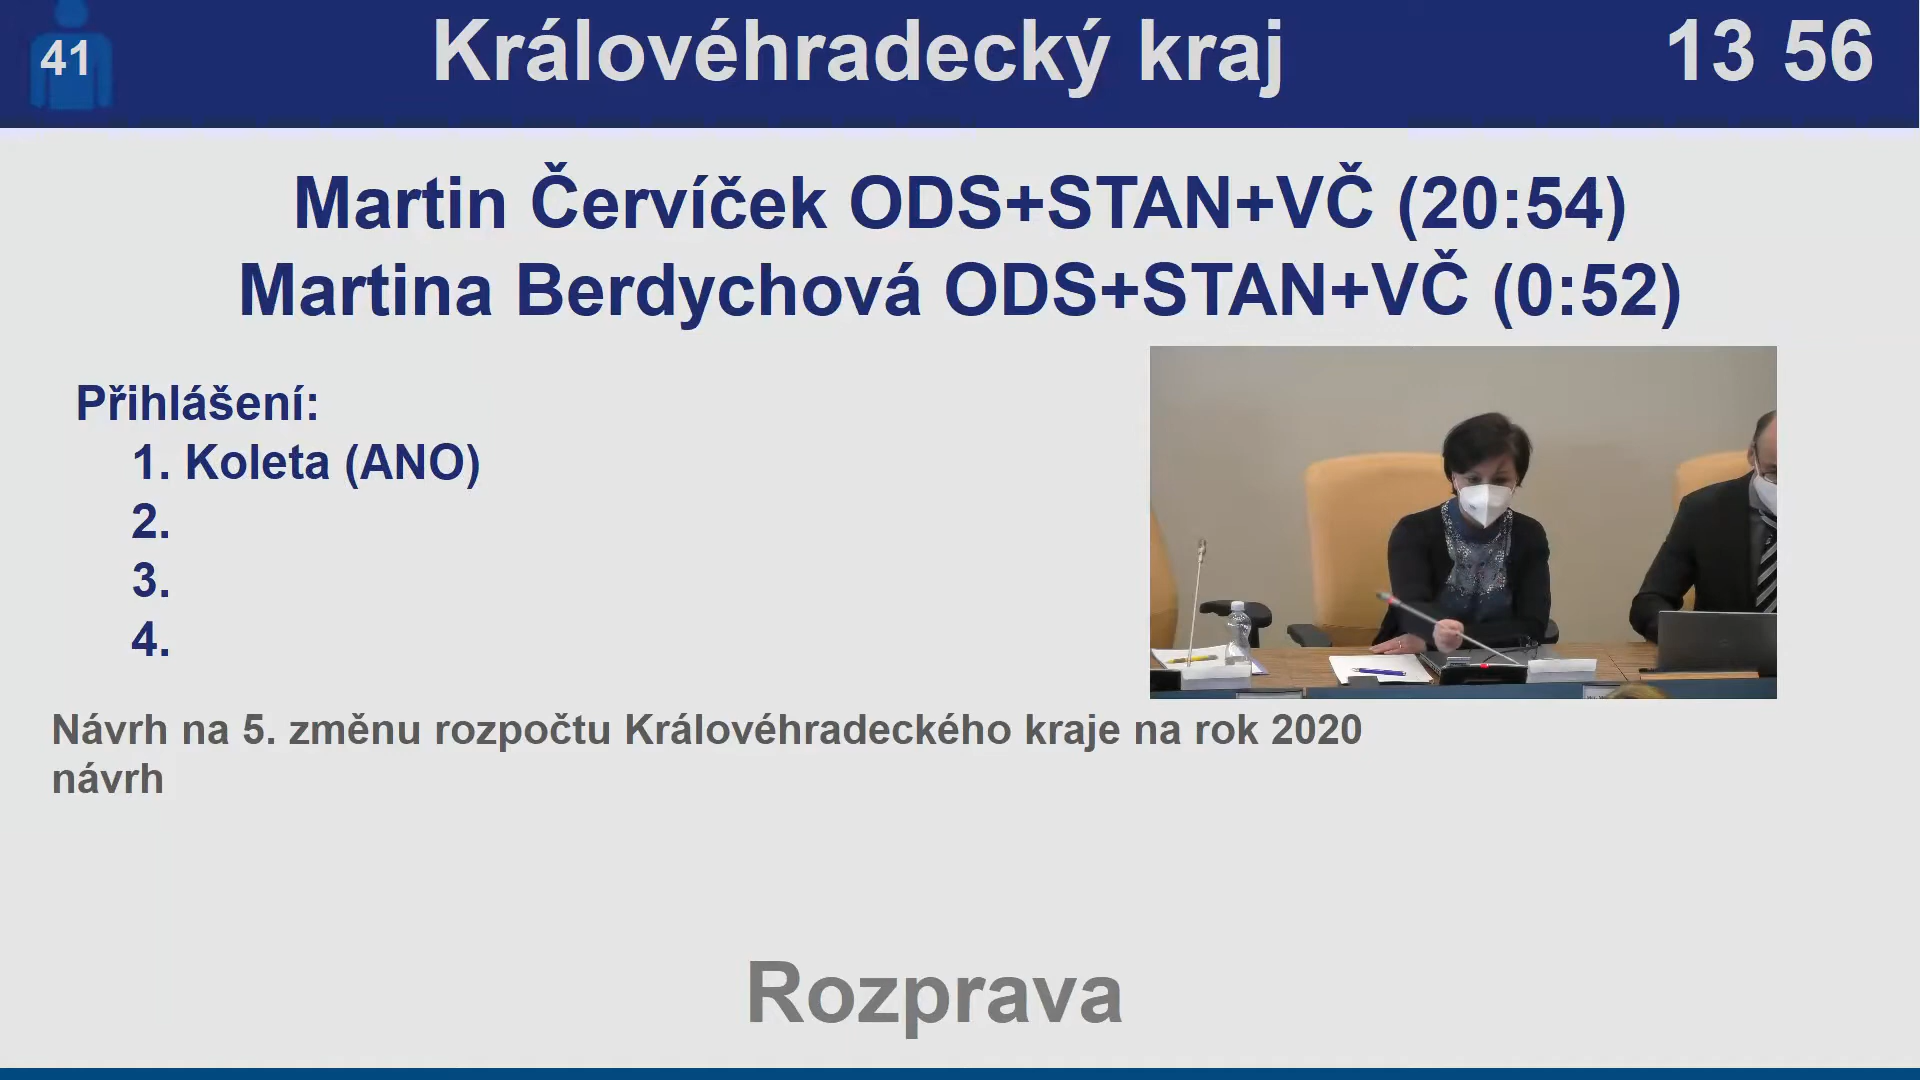 41
Královéhradecký kraj
13 56
Martin Červíček ODS+STAN+VČ (20:54)
Martina Berdychová ODS+STAN+VČ (0:52)
Přihlášení:
1. Koleta (ANO)
2.
3.
4.
Návrh na 5. změnu rozpočtu Královéhradeckého kraje na rok 2020
návrh
Rozprava